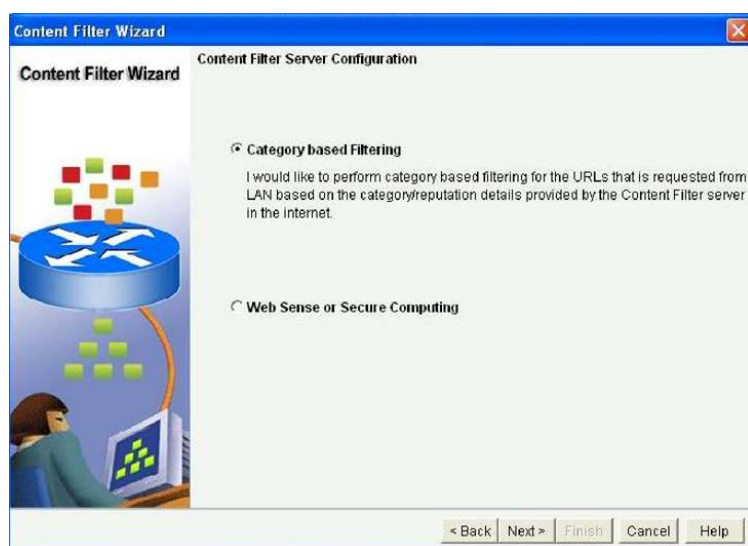 Content Filter Wizard
Content Filter Wizard
Content Filter Server Configuration
Category based Filtering
I would like to perform category based filtering for the URLs that is requested from
LAN based on the category/reputation details provided by the Content Filter server
in the internet.
Web Sense or Secure Computing
< Back Next > Finish Cancel Help